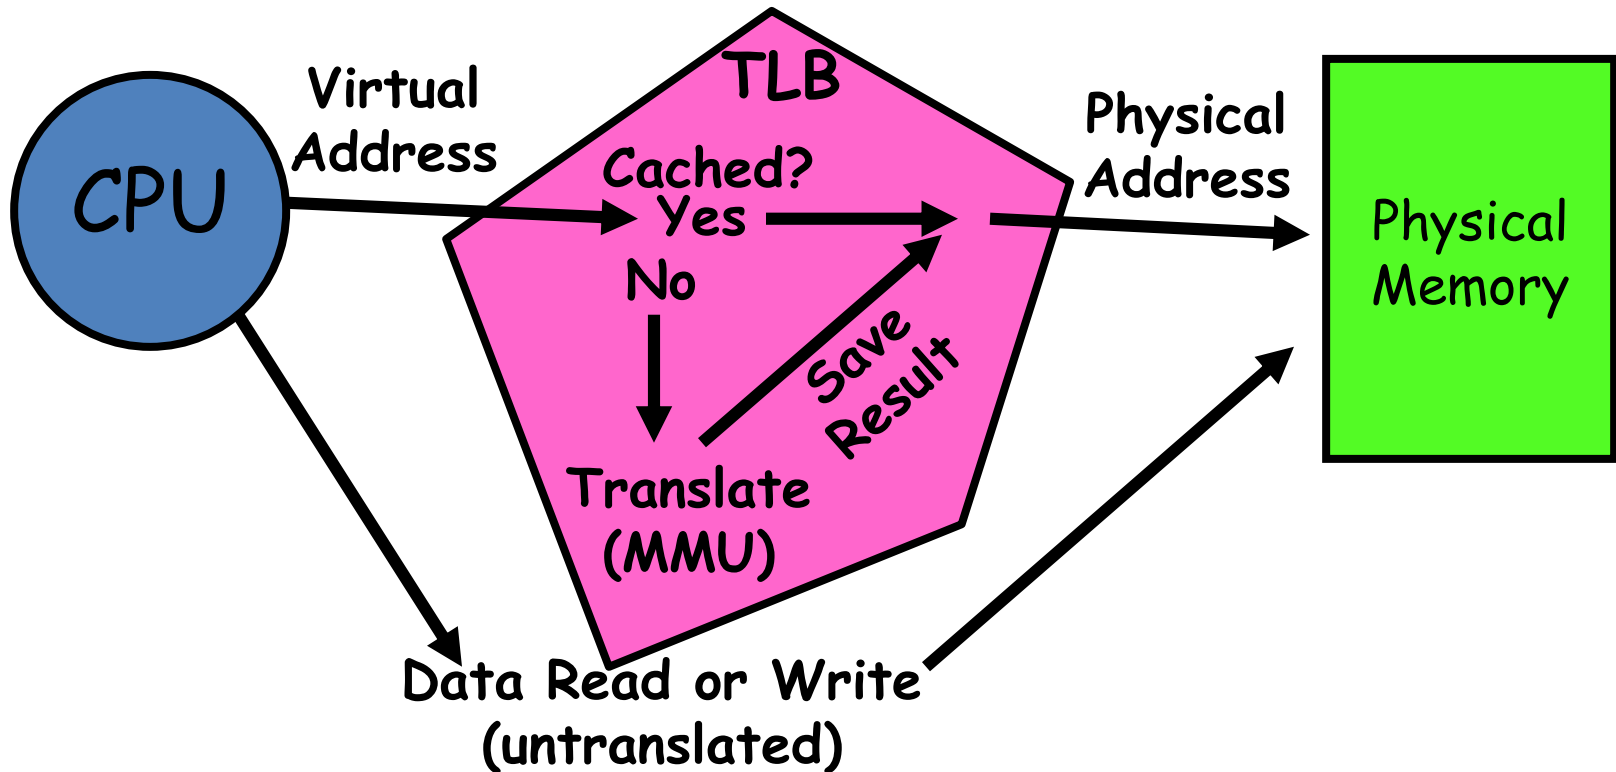 TLB
Virtual
Address
Physical
Address
CPU
Cached?
Yes
No
Save
Result
Physical
Memory
Translate
(MMU)
Data Read or Write
(untranslated)